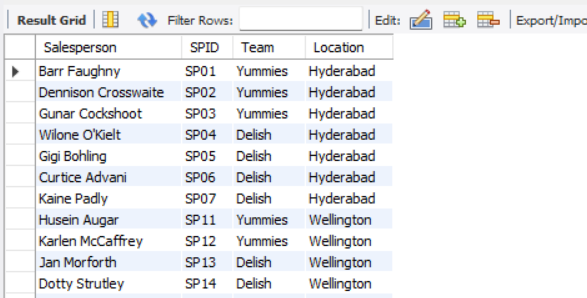 Result Grid Filter Rows: Edit: Export/Impo
Salesperson SPID Team Location
Barr Faughny SP01 Yummies Hyderabad
Dennison Crosswaite SP02 Yummies Hyderabad
Gunar Cockshoot SP03 Yummies Hyderabad
Wilone O'Kielt SP04 Delish Hyderabad
Gigi Bohling SP05 Delish Hyderabad
Curtice Advani SP06 Delish Hyderabad
Kaine Padly SP07 Delish Hyderabad
Husein Augar SP11 Yummies Wellington
Karlen McCaffrey SP12 Yummies Wellington
Jan Morforth SP13 Delish Wellington
Dotty Strutley SP14 Delish Wellington